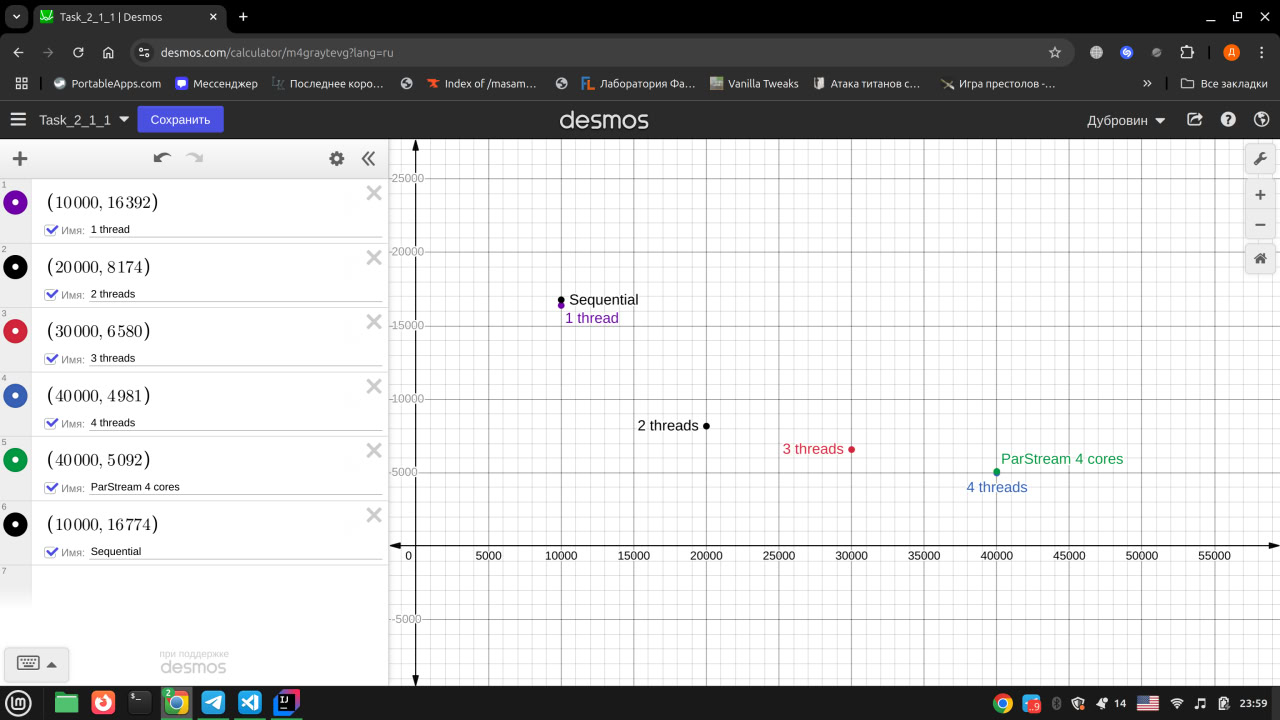 Task_2_1_1 | Desmos
desmos.com/calculator/m4graytevg?lang=ru
Д
PortableApps.com
Мессенджер
Последнее коро...
Index of /masam...
Лаборатория Фа...
Vanilla Tweaks
Атака титанов с...
Игра престолов -...
Все закладки
Task_2_1_1
Сохранить
desmos
Дубровин
1
(10000, 16392)
Имя: 1 thread
2
(20000, 8174)
Имя: 2 threads
3
(30000, 6580)
Имя: 3 threads
4
(40000, 4981)
Имя: 4 threads
5
(40000, 5092)
Имя: ParStream 4 cores
6
(10000, 16774)
Имя: Sequential
7
при поддержке
desmos
25000
20000
15000
10000
5000
-5000
0 5000 10000 15000 20000 25000 30000 35000 40000 45000 50000 55000
Sequential
1 thread
2 threads
3 threads
ParStream 4 cores
4 threads
2
..9
14
23:59